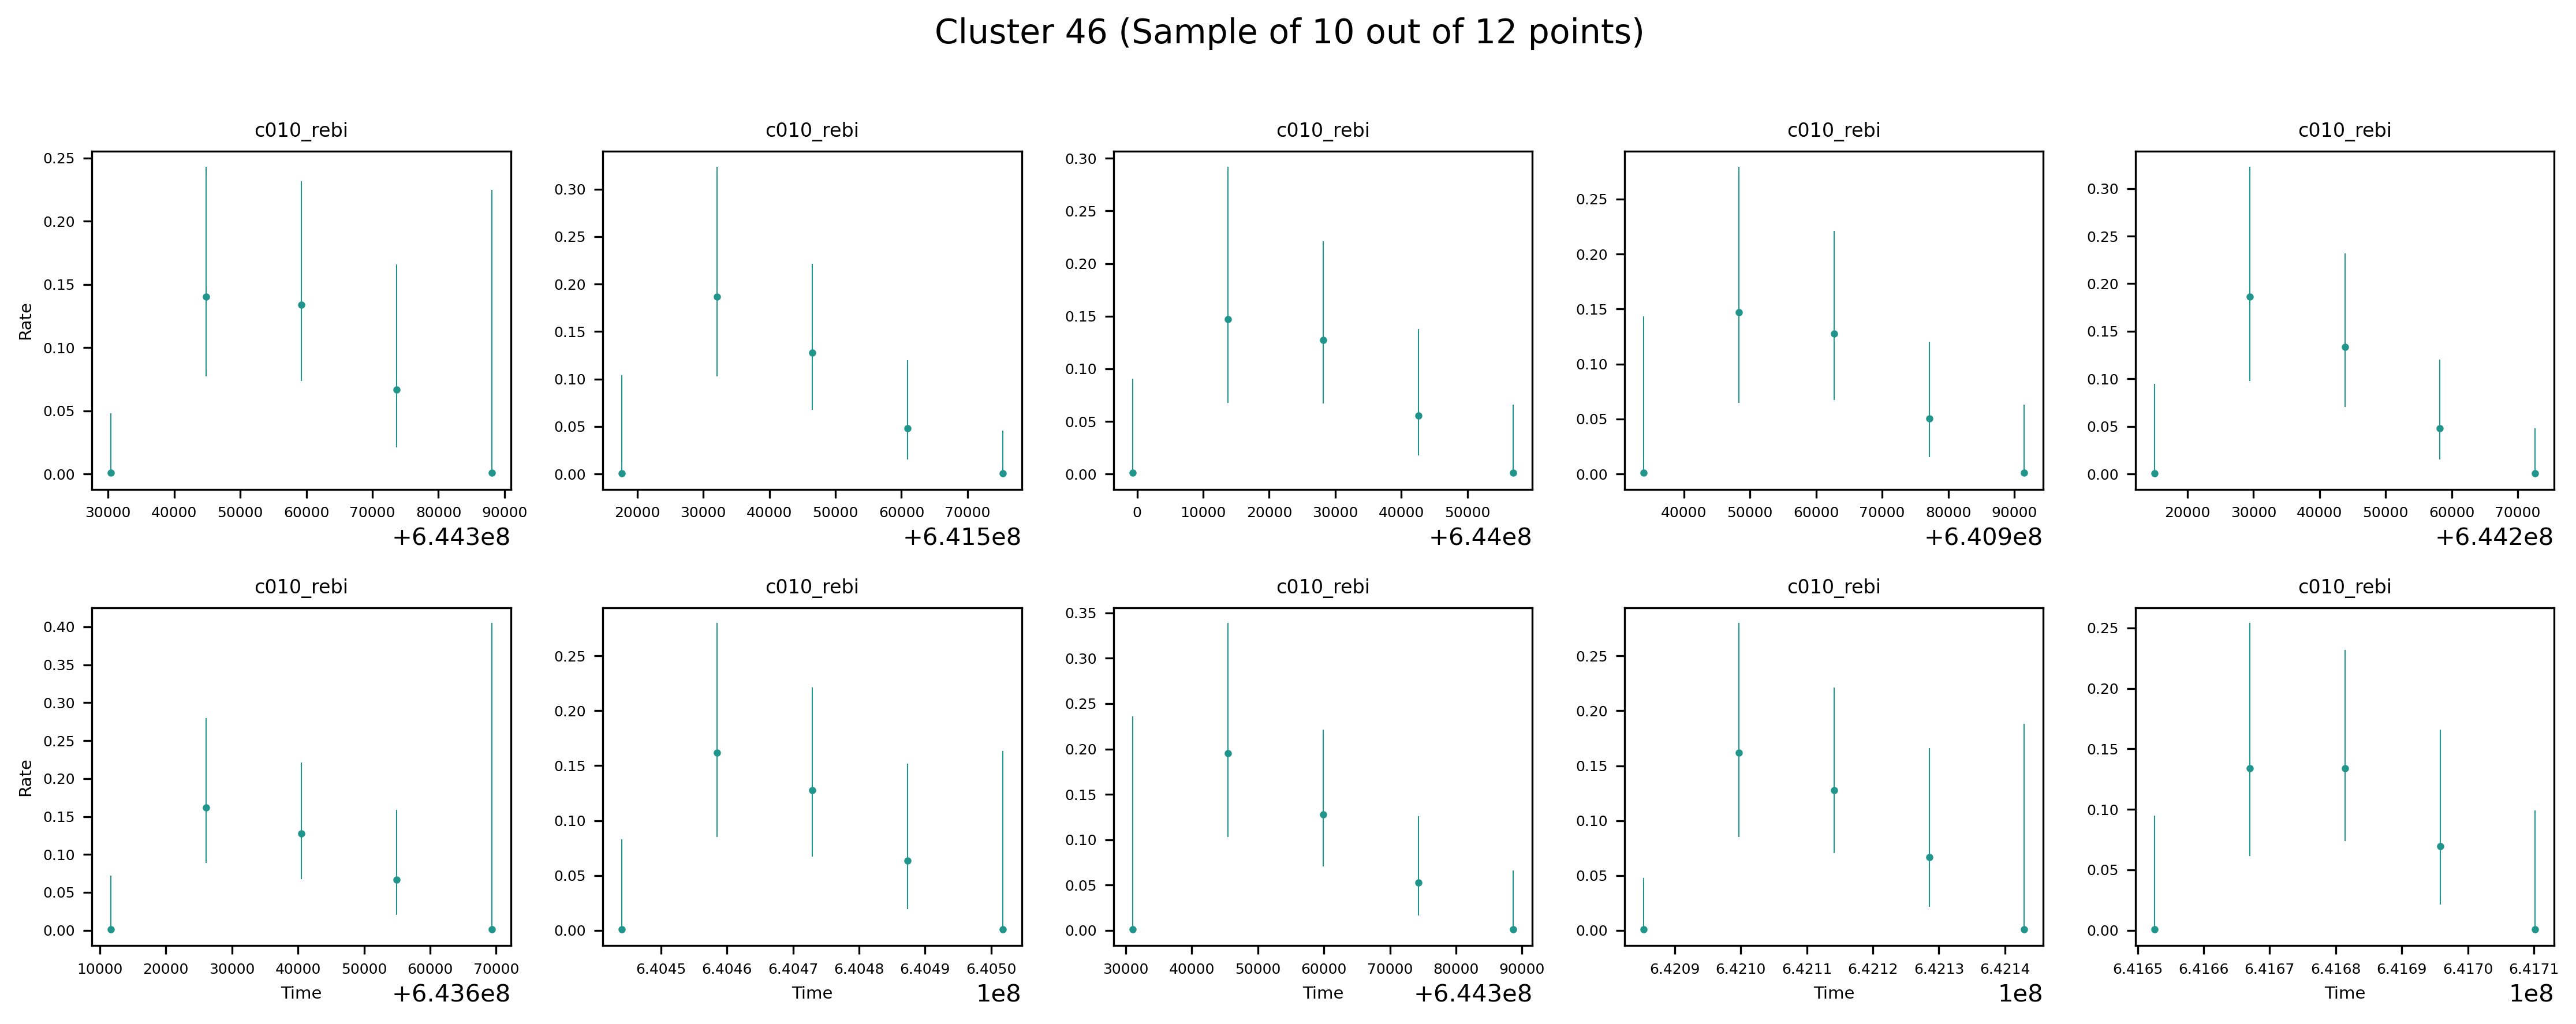 Cluster 46 (Sample of 10 out of 12 points)
c010_rebi c010_rebi c010_rebi c010_rebi c010_rebi
0.25 0.20 0.15 0.10 0.05 0.00
Rate
30000 40000 50000 60000 70000 80000 90000
+6.443e8
0.30 0.25 0.20 0.15 0.10 0.05 0.00
20000 30000 40000 50000 60000 70000
+6.415e8
0.30 0.25 0.20 0.15 0.10 0.05 0.00
0 10000 20000 30000 40000 50000
+6.44e8
0.25 0.20 0.15 0.10 0.05 0.00
40000 50000 60000 70000 80000 90000
+6.409e8
0.30 0.25 0.20 0.15 0.10 0.05 0.00
20000 30000 40000 50000 60000 70000
+6.442e8
c010_rebi c010_rebi c010_rebi c010_rebi c010_rebi
0.40 0.35 0.30 0.25 0.20 0.15 0.10 0.05 0.00
Rate
10000 20000 30000 40000 50000 60000 70000
Time +6.436e8
0.25 0.20 0.15 0.10 0.05 0.00
6.4045 6.4046 6.4047 6.4048 6.4049 6.4050
Time 1e8
0.35 0.30 0.25 0.20 0.15 0.10 0.05 0.00
30000 40000 50000 60000 70000 80000 90000
Time +6.443e8
0.25 0.20 0.15 0.10 0.05 0.00
6.4209 6.4210 6.4211 6.4212 6.4213 6.4214
Time 1e8
0.25 0.20 0.15 0.10 0.05 0.00
6.4165 6.4166 6.4167 6.4168 6.4169 6.4170 6.4171
Time 1e8